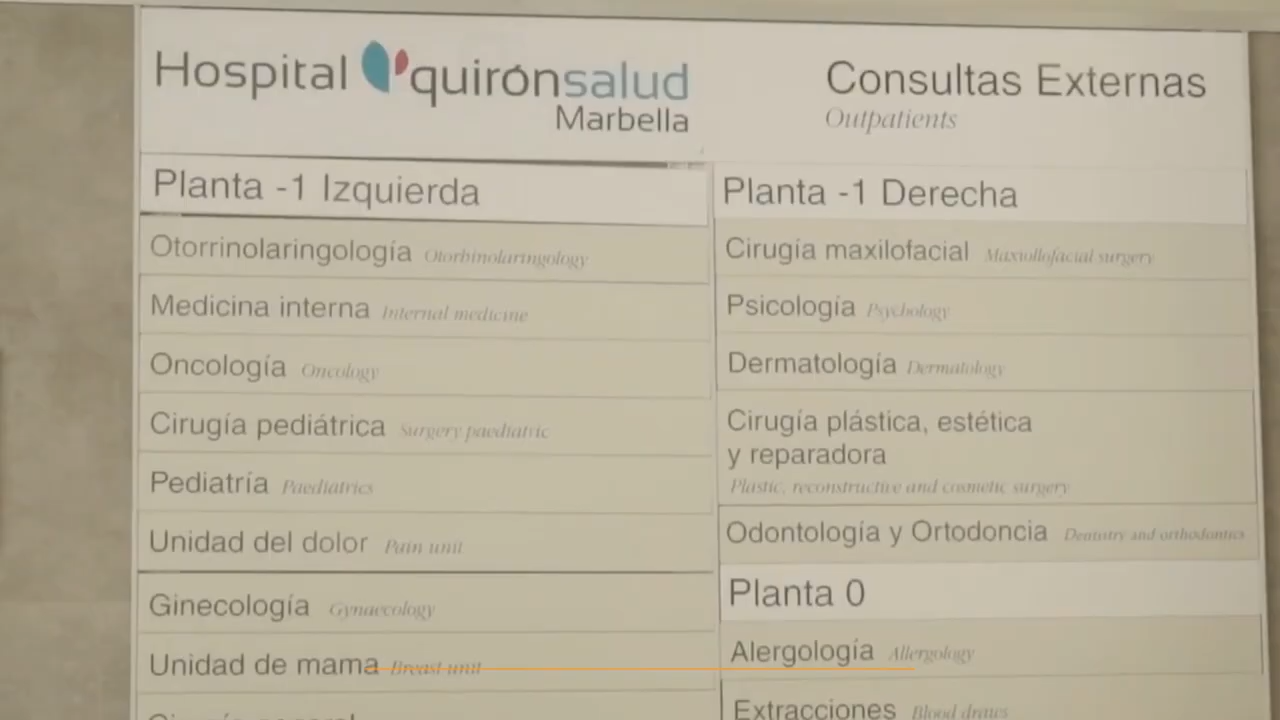 Hospital quirónsalud
Marbella
Consultas Externas
Outpatients
Planta -1 Izquierda
Otorrinolaringología Otorhinolaryngology
Medicina interna Internal medicine
Oncología Oncology
Cirugía pediátrica Surgery paediatric
Pediatría Paediatrics
Unidad del dolor Pain unit
Ginecología Gynaecology
Unidad de mama Breast unit
Planta -1 Derecha
Cirugía maxilofacial Maxiollofacial surgery
Psicología Psychology
Dermatología Dermatology
Cirugía plástica, estética
y reparadora
Plastic, reconstructive and cosmetic surgery
Odontología y Ortodoncia Dentistry and orthodontics
Planta 0
Alergología Allergology
Extracciones Blood draws